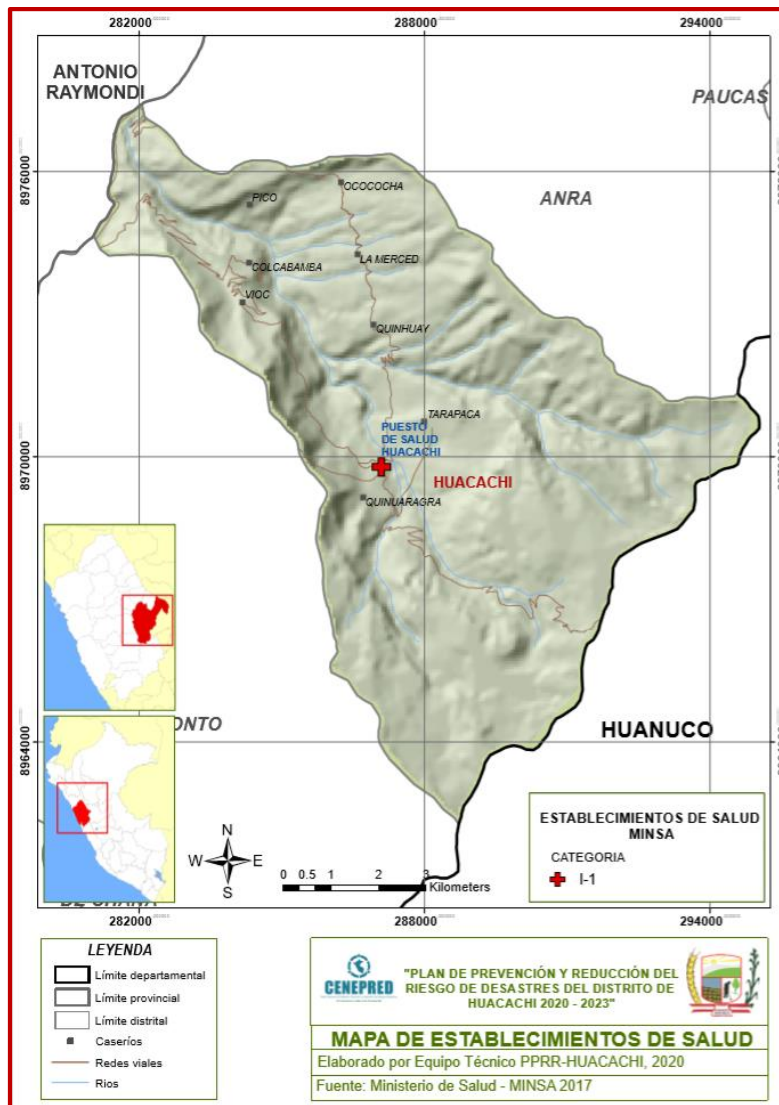 282000
288000
294000
ANTONIO
RAYMONDI
PAUCAS
8976000
OCOCOCHA
PICO
ANRA
LA MERCED
COLCABAMBA
VIOC
QUINHUAY
TARAPACA
PUESTO
DE SALUD
HUACACHI
8970000
HUACACHI
QUINUARAGRA
ONTO
HUANUCO
8964000
ESTABLECIMIENTOS DE SALUD
MINSA
CATEGORIA
I-1
N
W E
S
0 0.5 1 2 3
Kilometers
282000
288000
294000
LEYENDA
Límite departamental
Límite provincial
Límite distrital
Caseríos
Redes viales
Rios
CENEPRED
"PLAN DE PREVENCIÓN Y REDUCCIÓN DEL
RIESGO DE DESASTRES DEL DISTRITO DE
HUACACHI 2020 - 2023"
MAPA DE ESTABLECIMIENTOS DE SALUD
Elaborado por Equipo Técnico PPRR-HUACACHI, 2020
Fuente: Ministerio de Salud - MINSA 2017